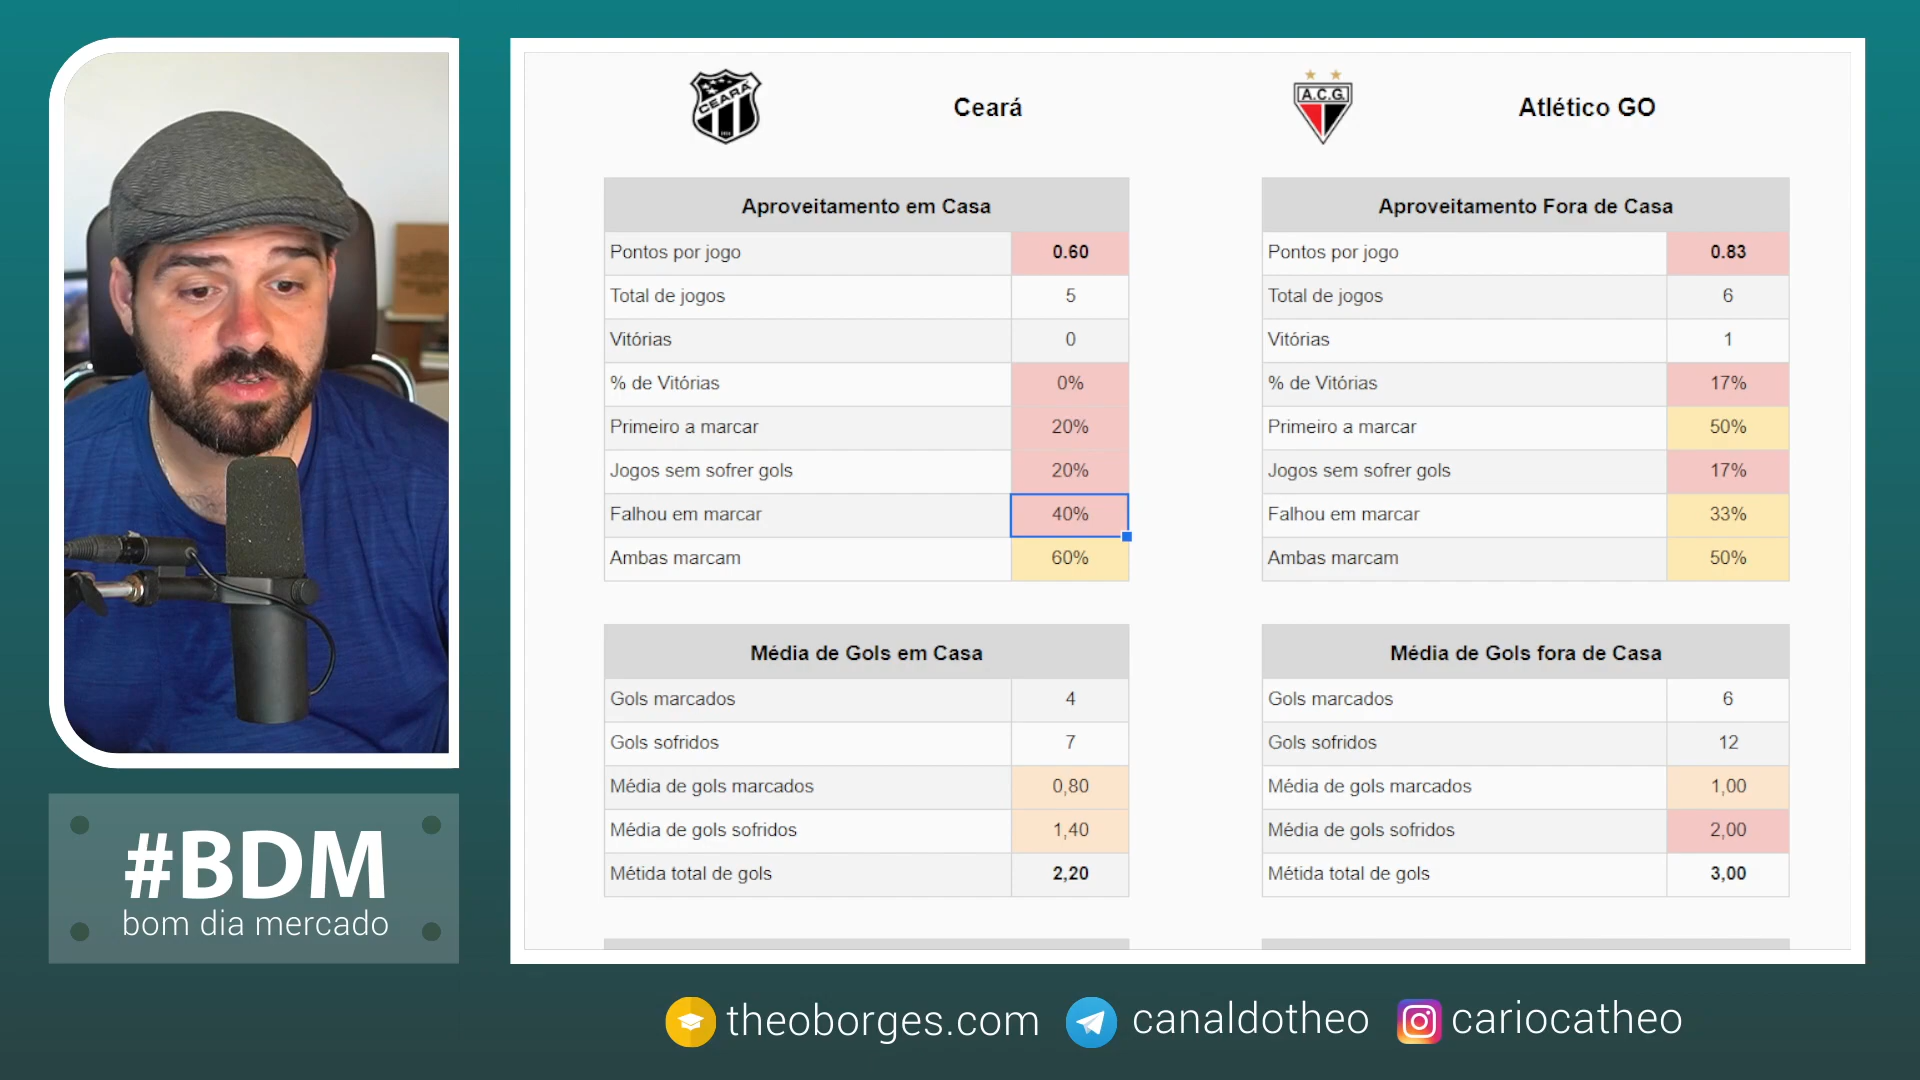 CEARÁ
Ceará
A.C.G.
Atlético GO
Aproveitamento em Casa
Pontos por jogo 0.60
Total de jogos 5
Vitórias 0
% de Vitórias 0%
Primeiro a marcar 20%
Jogos sem sofrer gols 20%
Falhou em marcar 40%
Ambas marcam 60%
Aproveitamento Fora de Casa
Pontos por jogo 0.83
Total de jogos 6
Vitórias 1
% de Vitórias 17%
Primeiro a marcar 50%
Jogos sem sofrer gols 17%
Falhou em marcar 33%
Ambas marcam 50%
Média de Gols em Casa
Gols marcados 4
Gols sofridos 7
Média de gols marcados 0,80
Média de gols sofridos 1,40
Métida total de gols 2,20
Média de Gols fora de Casa
Gols marcados 6
Gols sofridos 12
Média de gols marcados 1,00
Média de gols sofridos 2,00
Métida total de gols 3,00
#BDM
bom dia mercado
theoborges.com
canaldotheo
cariocatheo